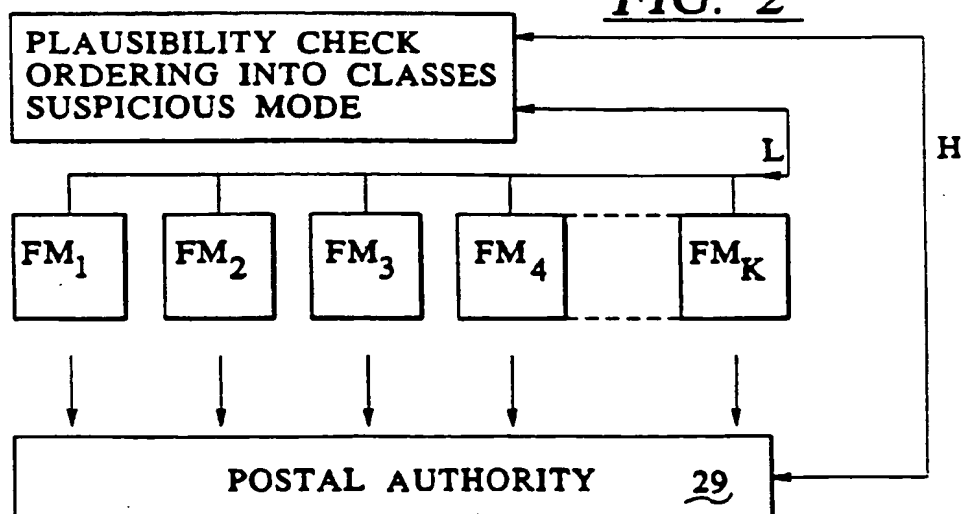 FIG. 2
PLAUSIBILITY CHECK
ORDERING INTO CLASSES
SUSPICIOUS MODE
L
H
FM1 FM2 FM3 FM4 FMK
POSTAL AUTHORITY 29